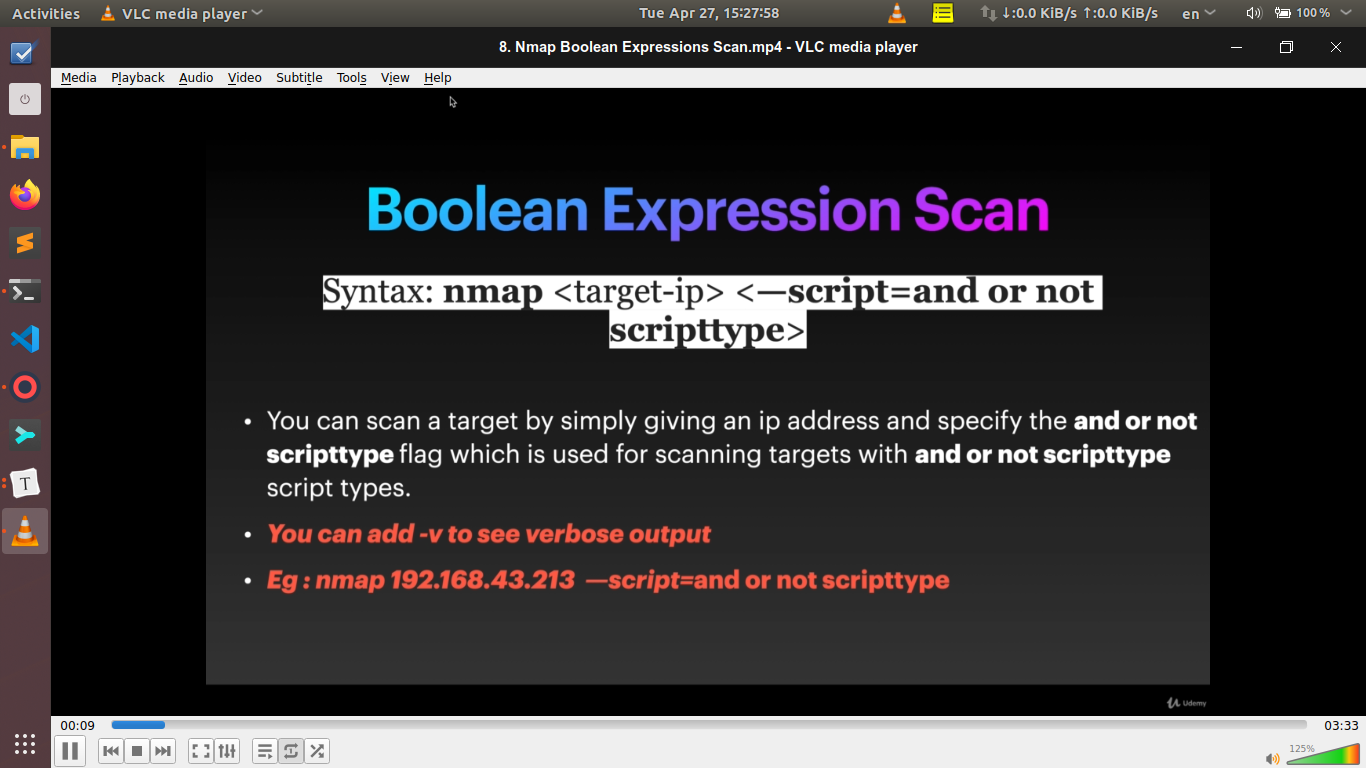 Activities VLC media player Tue Apr 27, 15:27:58 ↓:0.0 KiB/s ↑:0.0 KiB/s en 100 %
8. Nmap Boolean Expressions Scan.mp4 - VLC media player
Media Playback Audio Video Subtitle Tools View Help
Boolean Expression Scan
Syntax: nmap <target-ip> <—script=and or not
scripttype>
• You can scan a target by simply giving an ip address and specify the and or not
scripttype flag which is used for scanning targets with and or not scripttype
script types.
• You can add -v to see verbose output
• Eg : nmap 192.168.43.213 —script=and or not scripttype
T
Udemy
00:09 03:33
125%